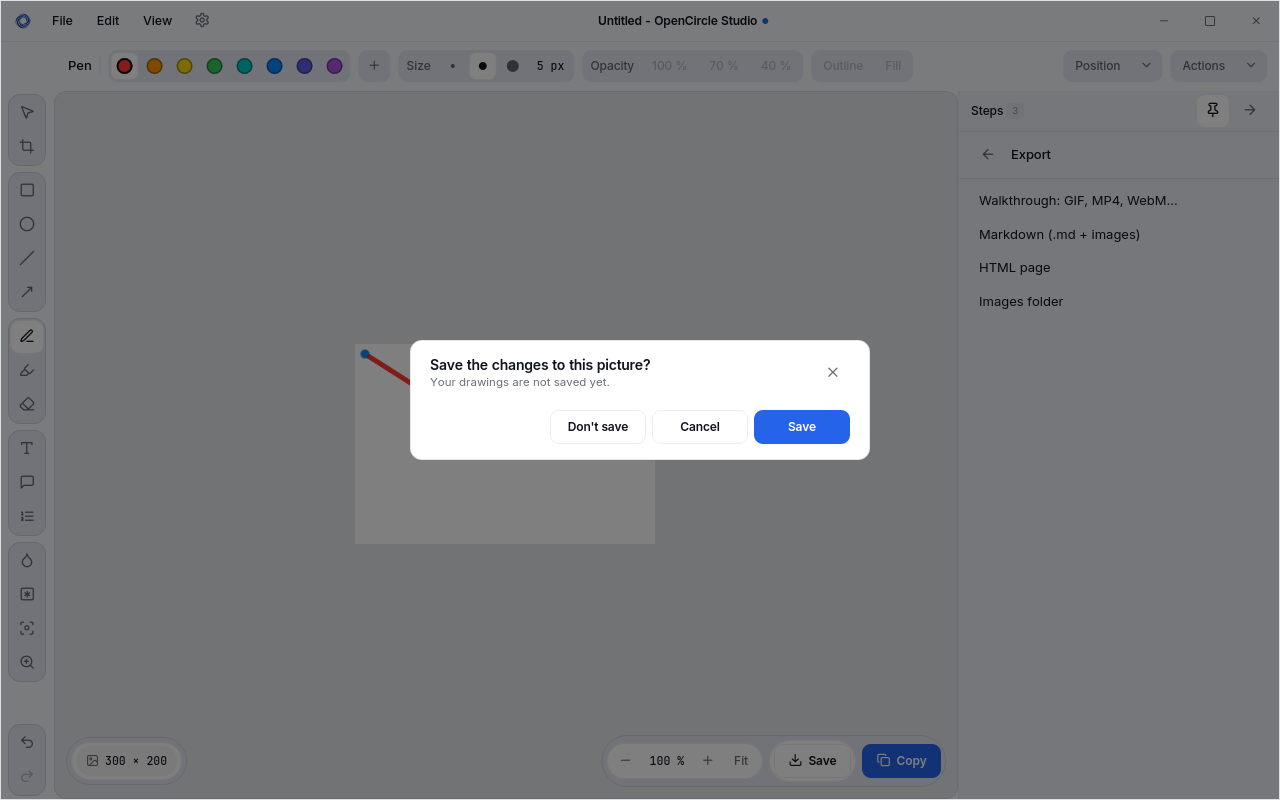 File Edit View Untitled - OpenCircle Studio
Pen Size 5 px Opacity 100 % 70 % 40 % Outline Fill Position Actions
Steps 3
Export
Walkthrough: GIF, MP4, WebM...
Markdown (.md + images)
HTML page
Images folder
Save the changes to this picture?
Your drawings are not saved yet.
Don't save Cancel Save
300 × 200 100 % Fit Save Copy